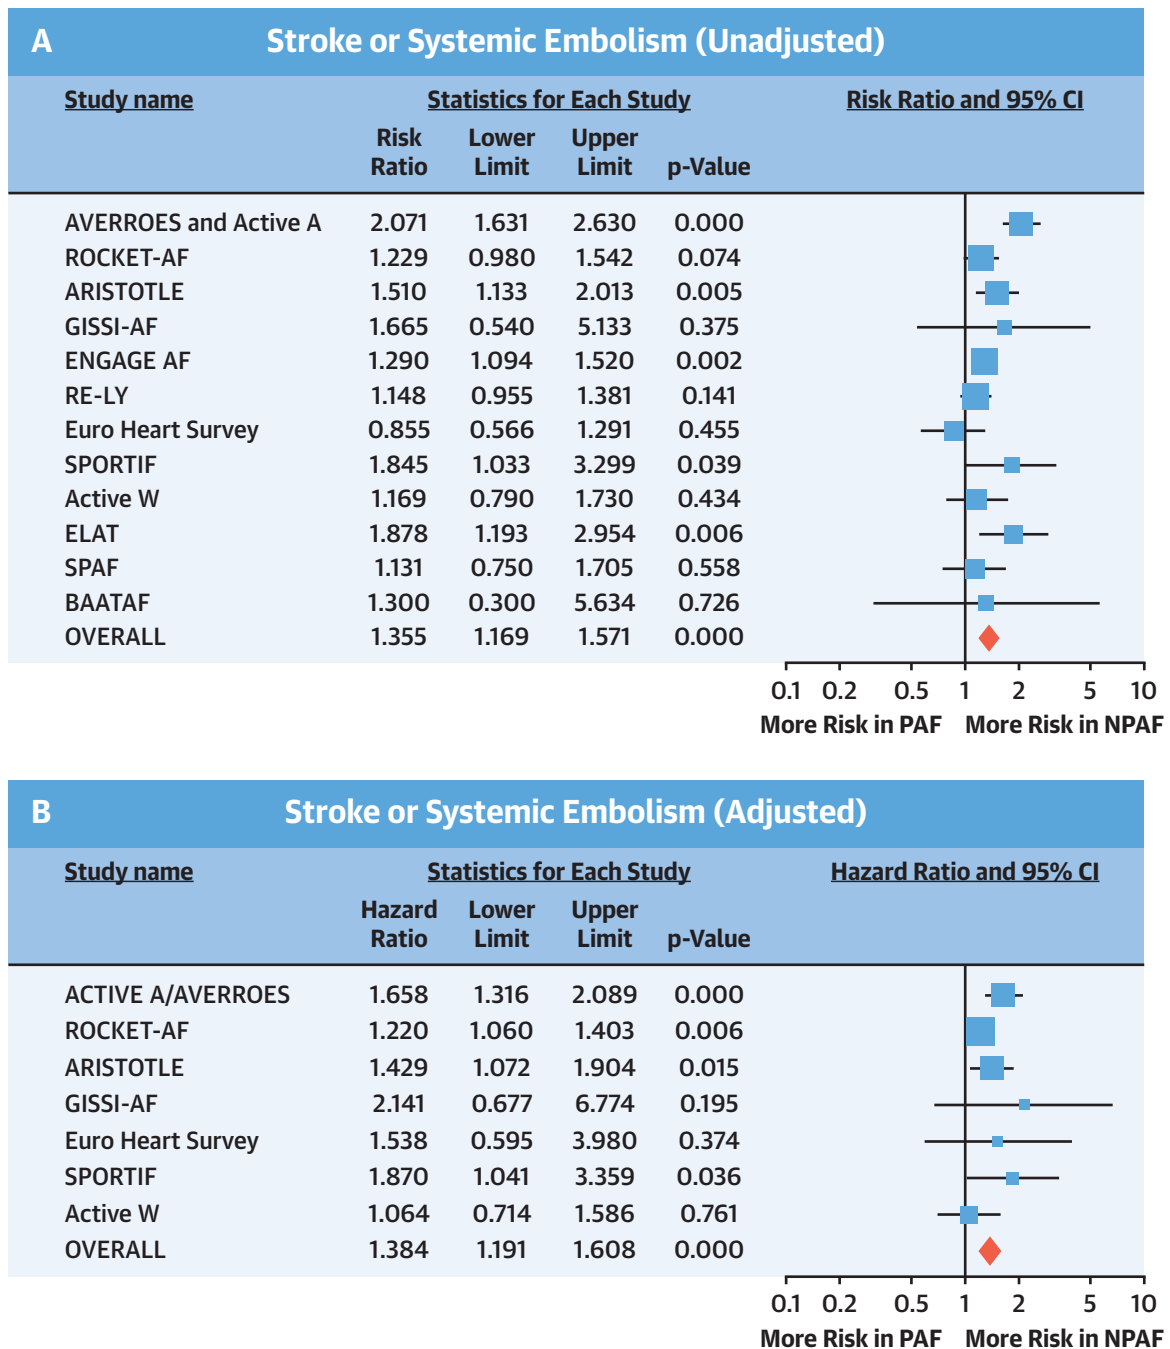 A Stroke or Systemic Embolism (Unadjusted)
Study name Statistics for Each Study Risk Ratio and 95% CI
Risk Ratio Lower Limit Upper Limit p-Value
AVERROES and Active A 2.071 1.631 2.630 0.000
ROCKET-AF 1.229 0.980 1.542 0.074
ARISTOTLE 1.510 1.133 2.013 0.005
GISSI-AF 1.665 0.540 5.133 0.375
ENGAGE AF 1.290 1.094 1.520 0.002
RE-LY 1.148 0.955 1.381 0.141
Euro Heart Survey 0.855 0.566 1.291 0.455
SPORTIF 1.845 1.033 3.299 0.039
Active W 1.169 0.790 1.730 0.434
ELAT 1.878 1.193 2.954 0.006
SPAF 1.131 0.750 1.705 0.558
BAATAF 1.300 0.300 5.634 0.726
OVERALL 1.355 1.169 1.571 0.000
0.1 0.2 0.5 1 2 5 10
More Risk in PAF More Risk in NPAF
B Stroke or Systemic Embolism (Adjusted)
Study name Statistics for Each Study Hazard Ratio and 95% CI
Hazard Ratio Lower Limit Upper Limit p-Value
ACTIVE A/AVERROES 1.658 1.316 2.089 0.000
ROCKET-AF 1.220 1.060 1.403 0.006
ARISTOTLE 1.429 1.072 1.904 0.015
GISSI-AF 2.141 0.677 6.774 0.195
Euro Heart Survey 1.538 0.595 3.980 0.374
SPORTIF 1.870 1.041 3.359 0.036
Active W 1.064 0.714 1.586 0.761
OVERALL 1.384 1.191 1.608 0.000
0.1 0.2 0.5 1 2 5 10
More Risk in PAF More Risk in NPAF